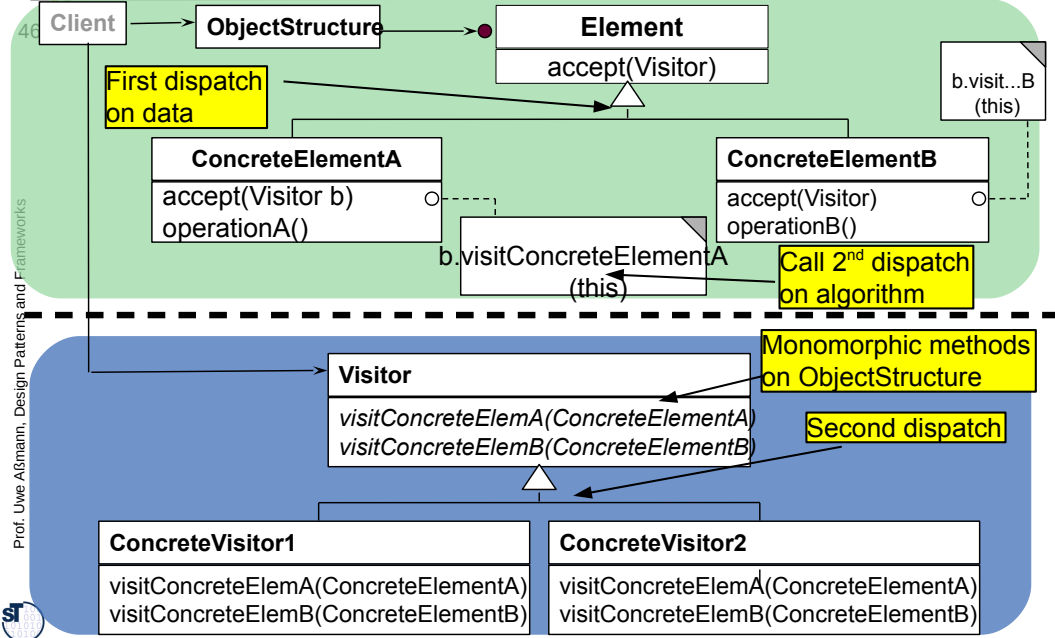 46
Client
ObjectStructure
Element
accept(Visitor)
b.visit...B
(this)
First dispatch
on data
ConcreteElementA
accept(Visitor b)
operationA()
ConcreteElementB
accept(Visitor)
operationB()
b.visitConcreteElementA
(this)
Call 2nd dispatch
on algorithm
Prof. Uwe Aßmann, Design Patterns and Frameworks
Monomorphic methods
on ObjectStructure
Visitor
visitConcreteElemA(ConcreteElementA)
visitConcreteElemB(ConcreteElementB)
Second dispatch
ConcreteVisitor1
visitConcreteElemA(ConcreteElementA)
visitConcreteElemB(ConcreteElementB)
ConcreteVisitor2
visitConcreteElemA(ConcreteElementA)
visitConcreteElemB(ConcreteElementB)
ST